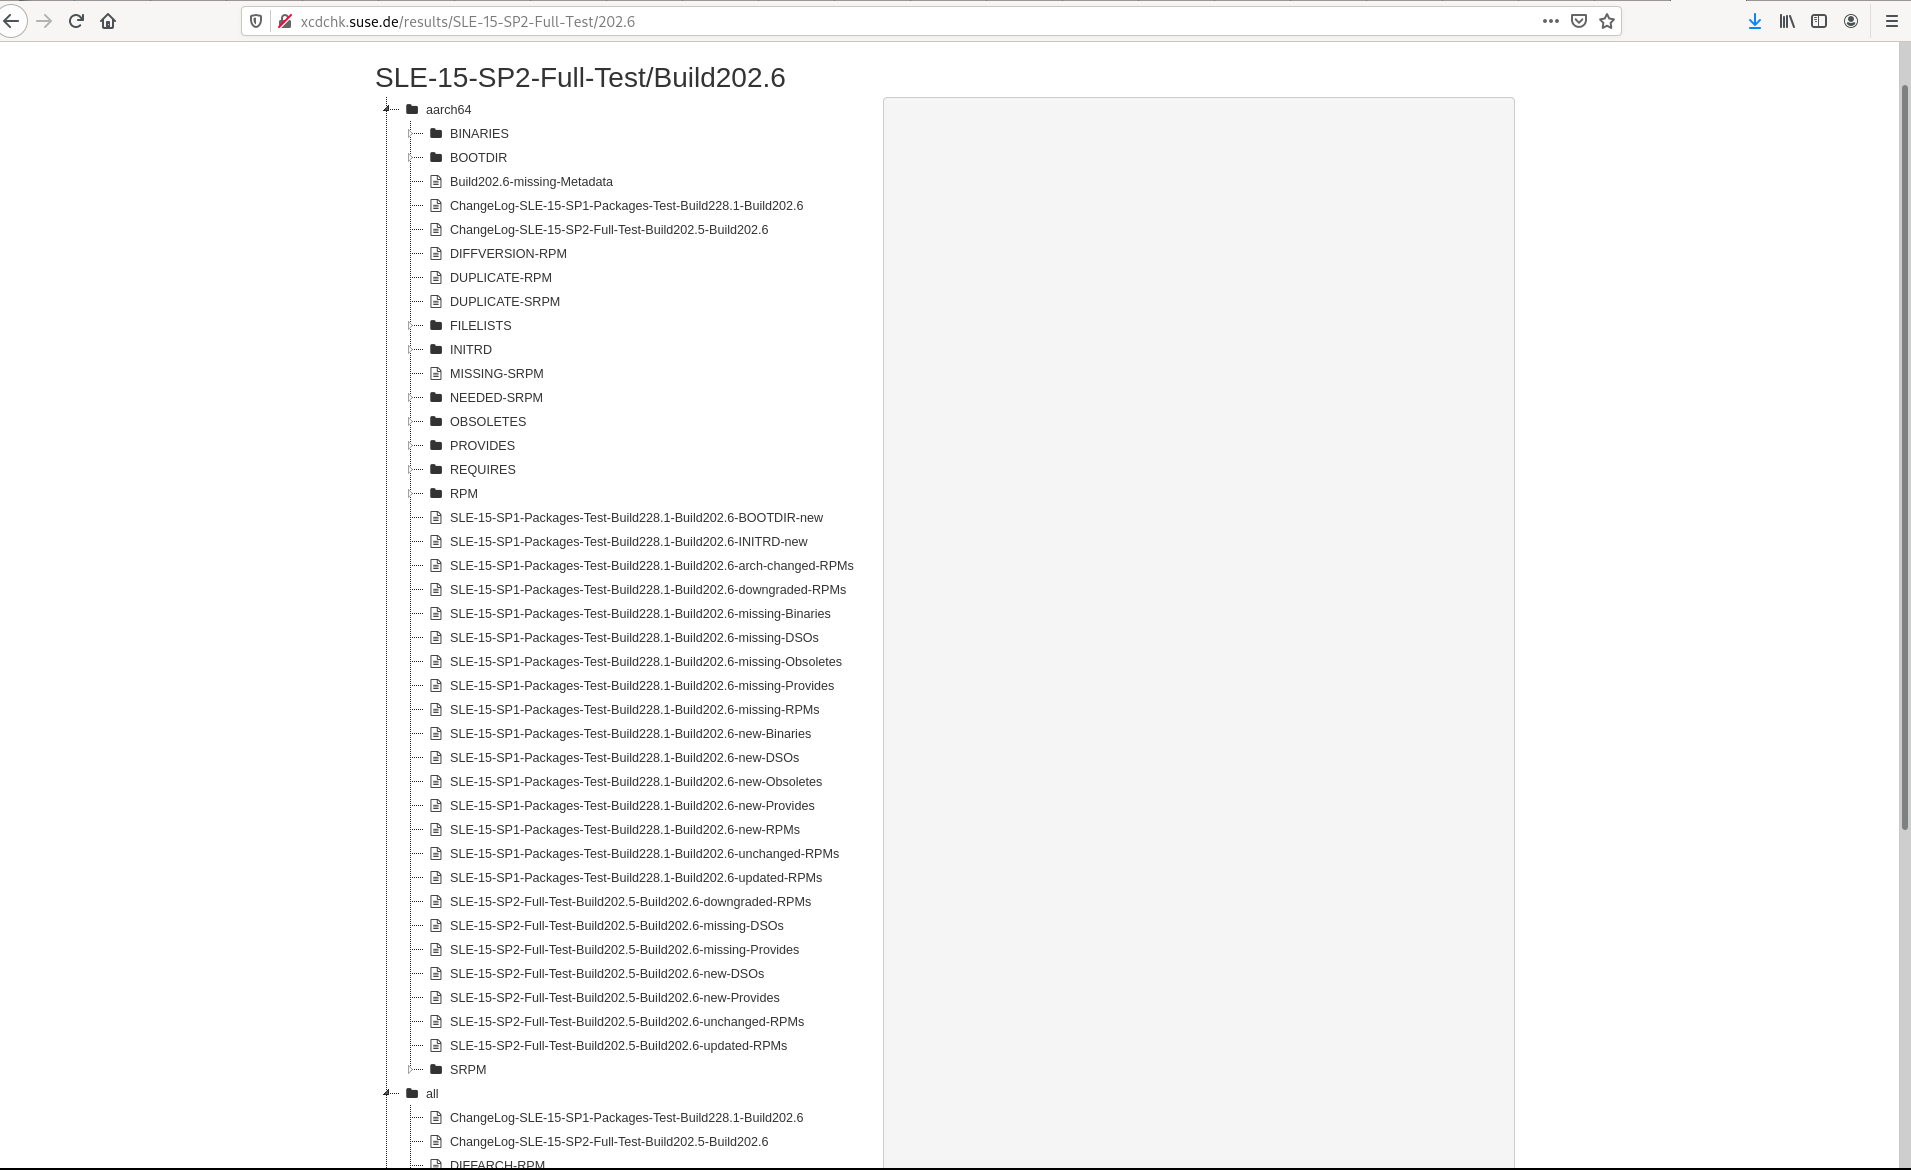 xcdchk.suse.de/results/SLE-15-SP2-Full-Test/202.6
SLE-15-SP2-Full-Test/Build202.6
aarch64
BINARIES
BOOTDIR
Build202.6-missing-Metadata
ChangeLog-SLE-15-SP1-Packages-Test-Build228.1-Build202.6
ChangeLog-SLE-15-SP2-Full-Test-Build202.5-Build202.6
DIFFVERSION-RPM
DUPLICATE-RPM
DUPLICATE-SRPM
FILELISTS
INITRD
MISSING-SRPM
NEEDED-SRPM
OBSOLETES
PROVIDES
REQUIRES
RPM
SLE-15-SP1-Packages-Test-Build228.1-Build202.6-BOOTDIR-new
SLE-15-SP1-Packages-Test-Build228.1-Build202.6-INITRD-new
SLE-15-SP1-Packages-Test-Build228.1-Build202.6-arch-changed-RPMs
SLE-15-SP1-Packages-Test-Build228.1-Build202.6-downgraded-RPMs
SLE-15-SP1-Packages-Test-Build228.1-Build202.6-missing-Binaries
SLE-15-SP1-Packages-Test-Build228.1-Build202.6-missing-DSOs
SLE-15-SP1-Packages-Test-Build228.1-Build202.6-missing-Obsoletes
SLE-15-SP1-Packages-Test-Build228.1-Build202.6-missing-Provides
SLE-15-SP1-Packages-Test-Build228.1-Build202.6-missing-RPMs
SLE-15-SP1-Packages-Test-Build228.1-Build202.6-new-Binaries
SLE-15-SP1-Packages-Test-Build228.1-Build202.6-new-DSOs
SLE-15-SP1-Packages-Test-Build228.1-Build202.6-new-Obsoletes
SLE-15-SP1-Packages-Test-Build228.1-Build202.6-new-Provides
SLE-15-SP1-Packages-Test-Build228.1-Build202.6-new-RPMs
SLE-15-SP1-Packages-Test-Build228.1-Build202.6-unchanged-RPMs
SLE-15-SP1-Packages-Test-Build228.1-Build202.6-updated-RPMs
SLE-15-SP2-Full-Test-Build202.5-Build202.6-downgraded-RPMs
SLE-15-SP2-Full-Test-Build202.5-Build202.6-missing-DSOs
SLE-15-SP2-Full-Test-Build202.5-Build202.6-missing-Provides
SLE-15-SP2-Full-Test-Build202.5-Build202.6-new-DSOs
SLE-15-SP2-Full-Test-Build202.5-Build202.6-new-Provides
SLE-15-SP2-Full-Test-Build202.5-Build202.6-unchanged-RPMs
SLE-15-SP2-Full-Test-Build202.5-Build202.6-updated-RPMs
SRPM
all
ChangeLog-SLE-15-SP1-Packages-Test-Build228.1-Build202.6
ChangeLog-SLE-15-SP2-Full-Test-Build202.5-Build202.6
DIFFARCH-RPM